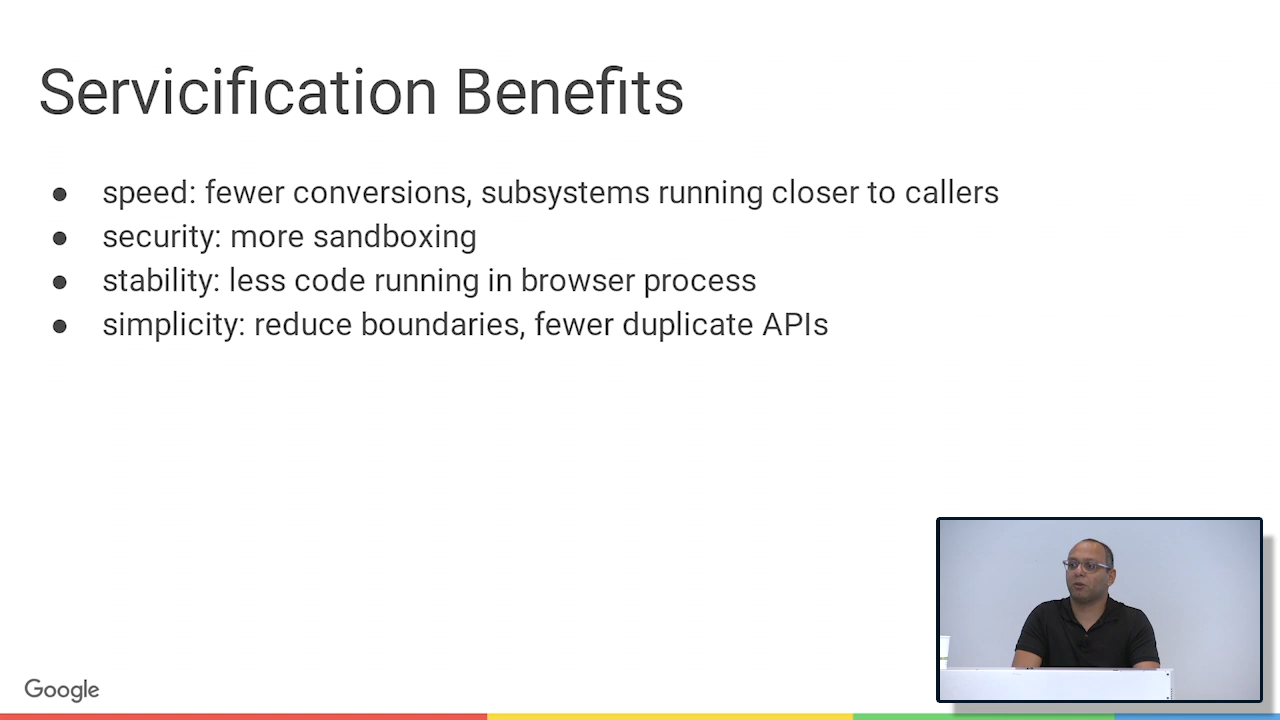 Servicification Benefits
● speed: fewer conversions, subsystems running closer to callers
● security: more sandboxing
● stability: less code running in browser process
● simplicity: reduce boundaries, fewer duplicate APIs
Google